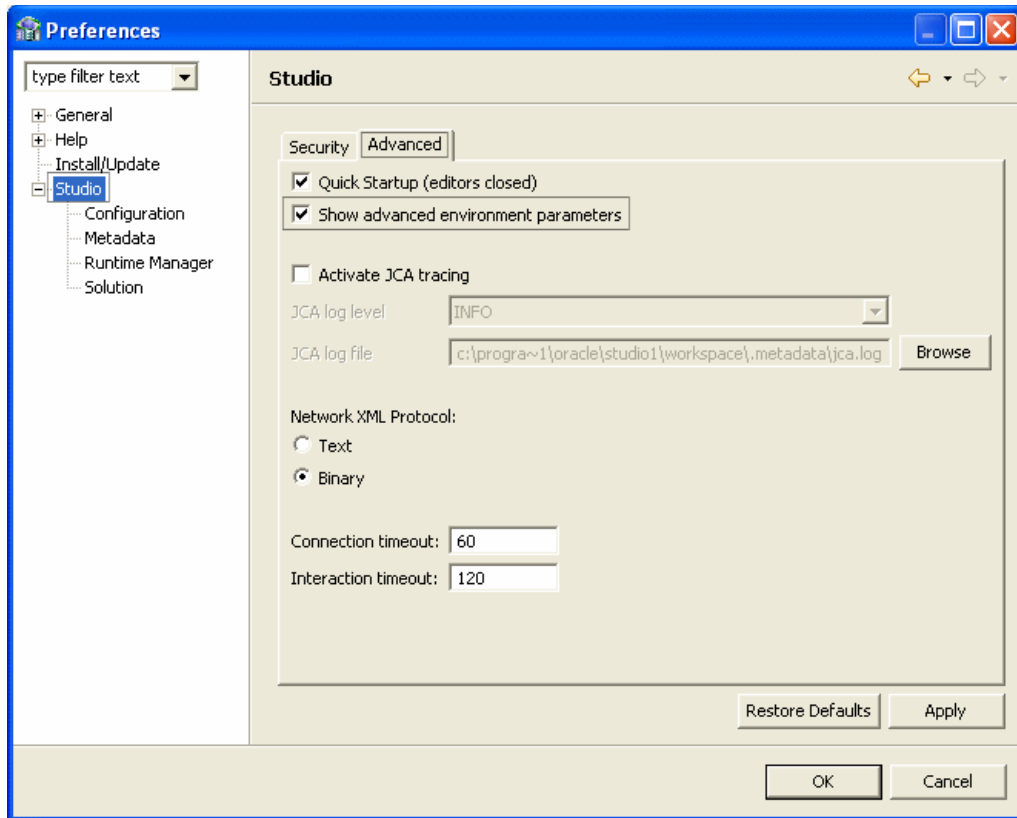 Preferences
type filter text
General
Help
Install/Update
Studio
Configuration
Metadata
Runtime Manager
Solution
Studio
Security
Advanced
Quick Startup (editors closed)
Show advanced environment parameters
Activate JCA tracing
JCA log level INFO
JCA log file c:\progra~1\oracle\studio1\workspace\.metadata\jca.log Browse
Network XML Protocol:
Text
Binary
Connection timeout: 60
Interaction timeout: 120
Restore Defaults Apply
OK Cancel